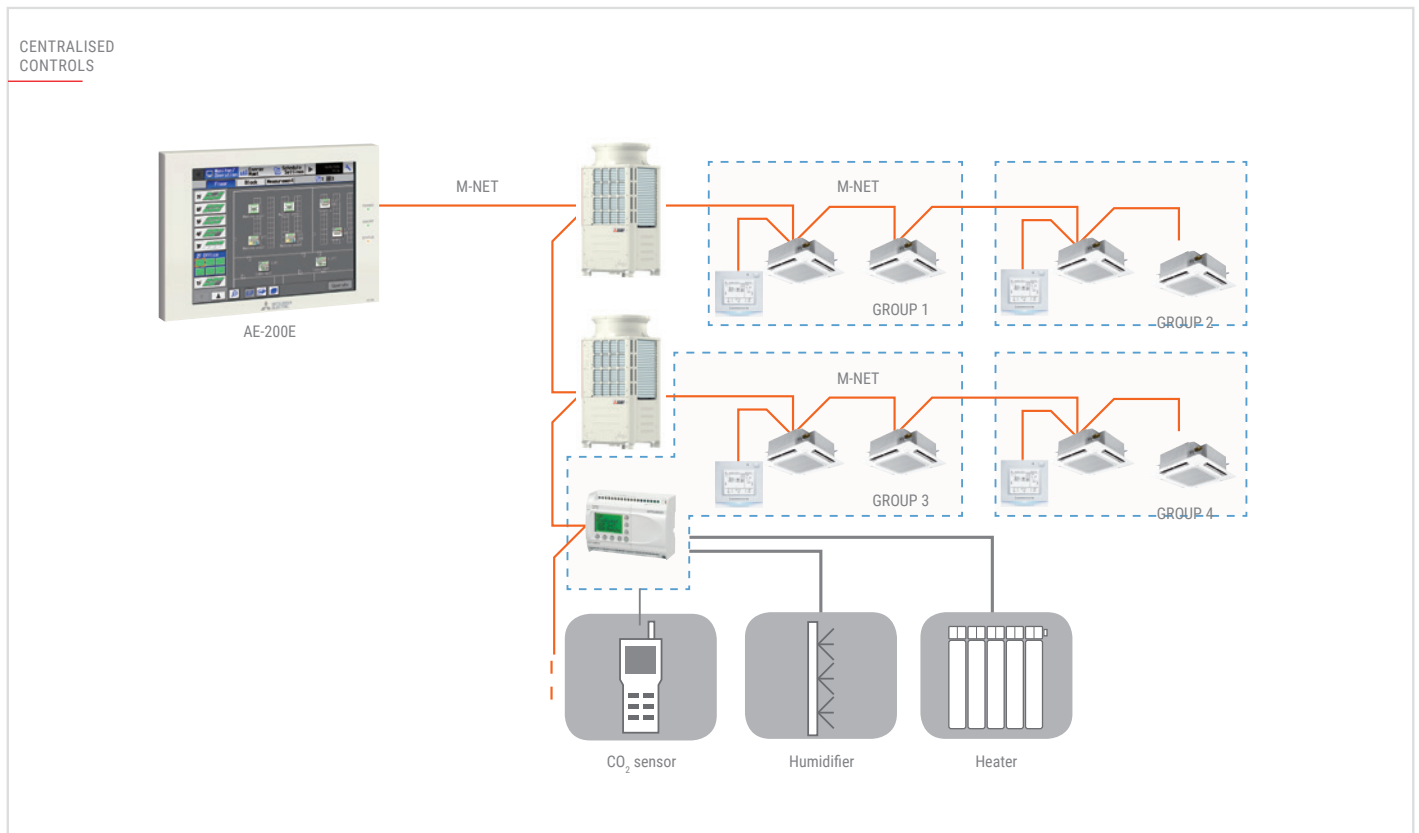 CENTRALISED
CONTROLS
M-NET
M-NET
GROUP 1
GROUP 2
AE-200E
M-NET
GROUP 3
GROUP 4
CO₂ sensor
Humidifier
Heater